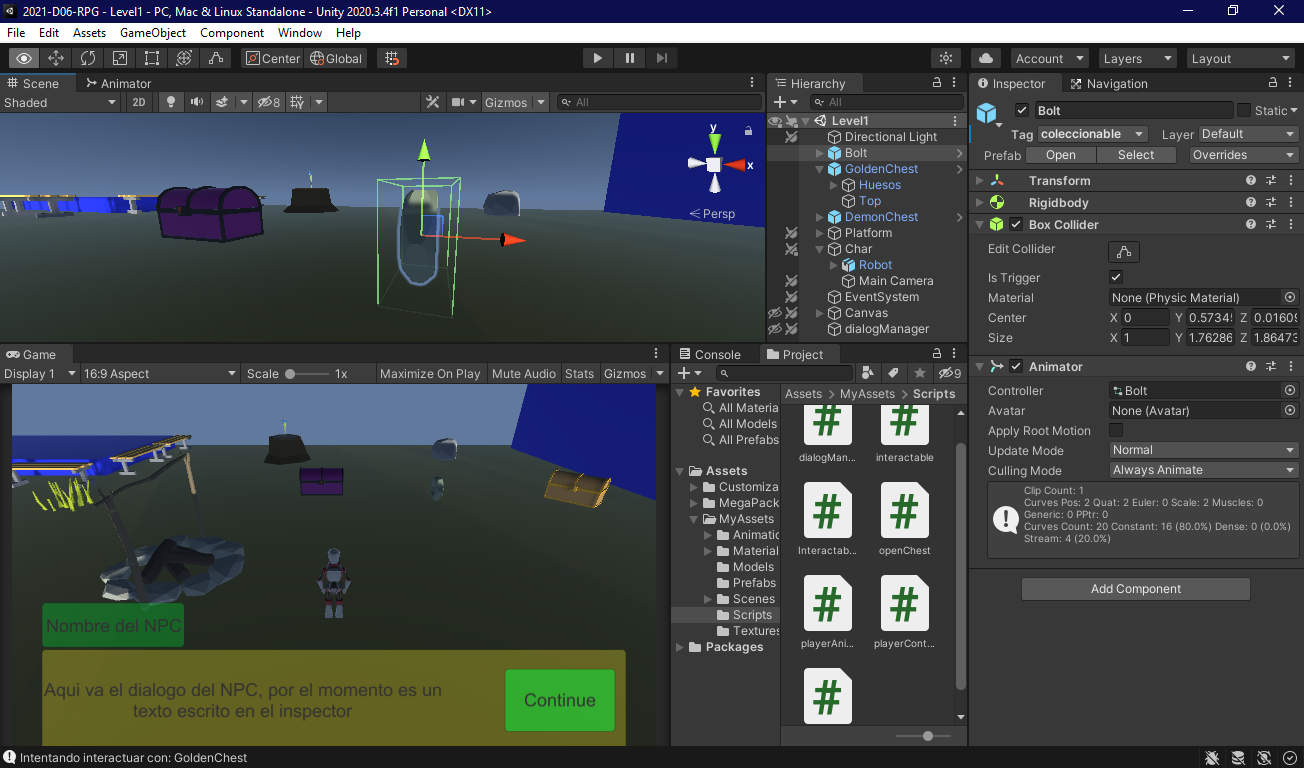 2021-D06-RPG - Level1 - PC, Mac & Linux Standalone - Unity 2020.3.4f1 Personal <DX11>
File Edit Assets GameObject Component Window Help
Center Global Account Layers Layout
Scene Animator
Shaded 2D 8 Gizmos All
y
x
Persp
Hierarchy
All
Level1
Directional Light
Bolt
GoldenChest
Huesos
Top
DemonChest
Platform
Char
Robot
Main Camera
EventSystem
Canvas
dialogManager
Game
Display 1 16:9 Aspect Scale 1x Maximize On Play Mute Audio Stats Gizmos
Nombre del NPC
Aqui va el dialogo del NPC, por el momento es un
texto escrito en el inspector
Continue
Console Project
9
Favorites
All Materia
All Models
All Prefabs
Assets
Customiza
MegaPack
MyAssets
Animatio
Material
Models
Prefabs
Scenes
Scripts
Textures
Packages
Assets > MyAssets > Scripts
dialogMan... interactable
Interactab... openChest
playerAni... playerCont...
Inspector Navigation
Bolt Static
Tag coleccionable Layer Default
Prefab Open Select Overrides
Transform
Rigidbody
Box Collider
Edit Collider
Is Trigger
Material None (Physic Material)
Center X 0 Y 0.57345 Z 0.01609
Size X 1 Y 1.76286 Z 1.86473
Animator
Controller Bolt
Avatar None (Avatar)
Apply Root Motion
Update Mode Normal
Culling Mode Always Animate
Clip Count: 1
Curves Pos: 2 Quat: 2 Euler: 0 Scale: 2 Muscles: 0
Generic: 0 PPtr: 0
Curves Count: 20 Constant: 16 (80.0%) Dense: 0 (0.0%)
Stream: 4 (20.0%)
Add Component
Intentando interactuar con: GoldenChest